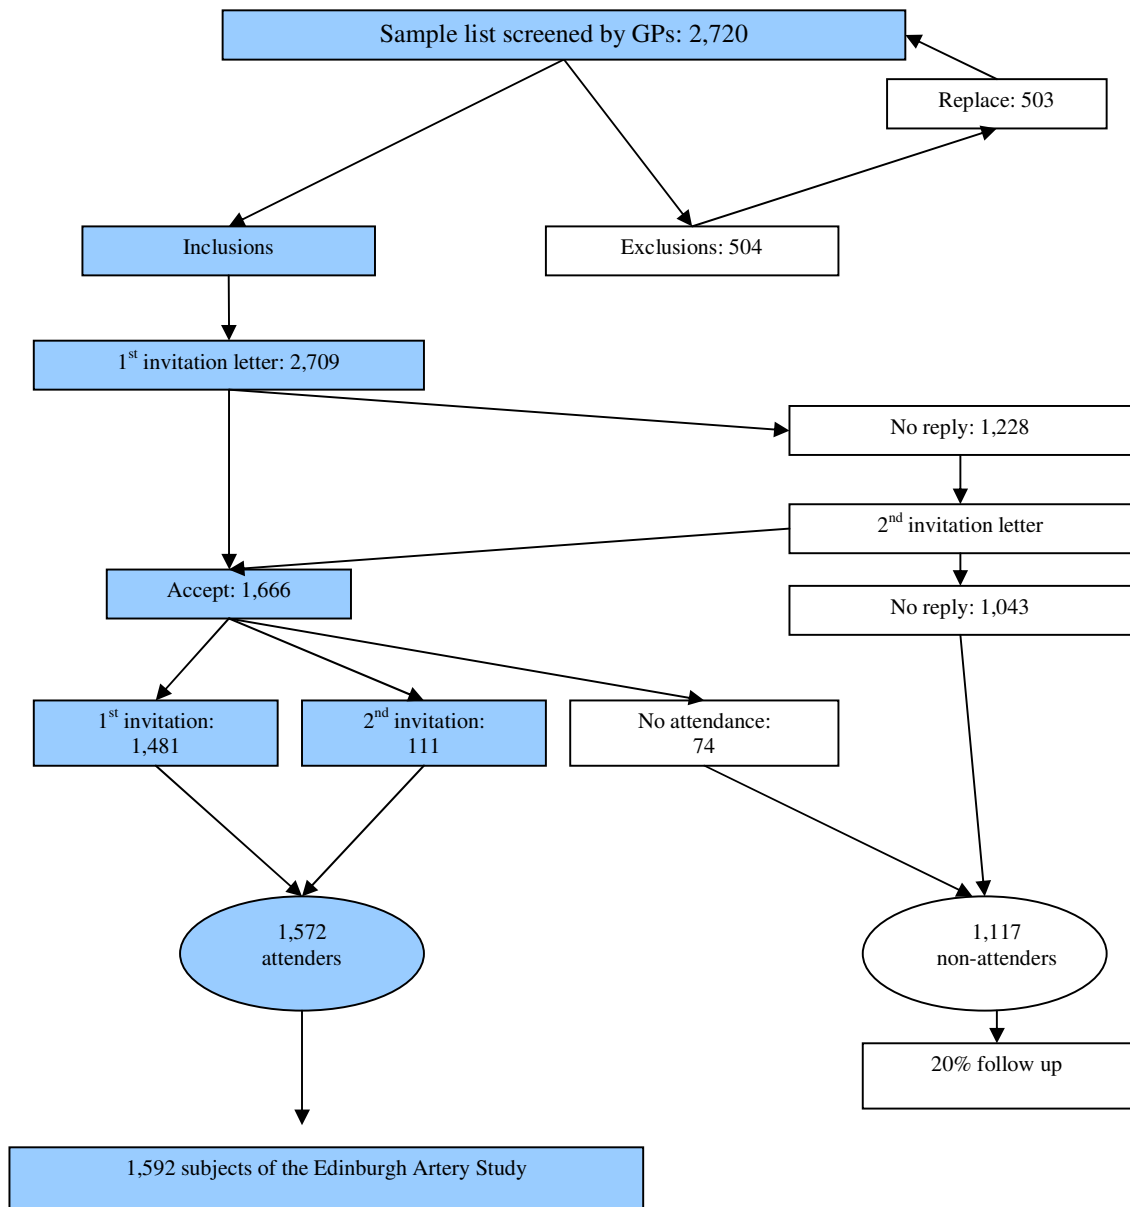 Sample list screened by GPs: 2,720
Replace: 503
Inclusions
Exclusions: 504
1st invitation letter: 2,709
No reply: 1,228
2nd invitation letter
Accept: 1,666
No reply: 1,043
1st invitation:
1,481
2nd invitation:
111
No attendance:
74
1,572
attenders
1,117
non-attenders
20% follow up
1,592 subjects of the Edinburgh Artery Study